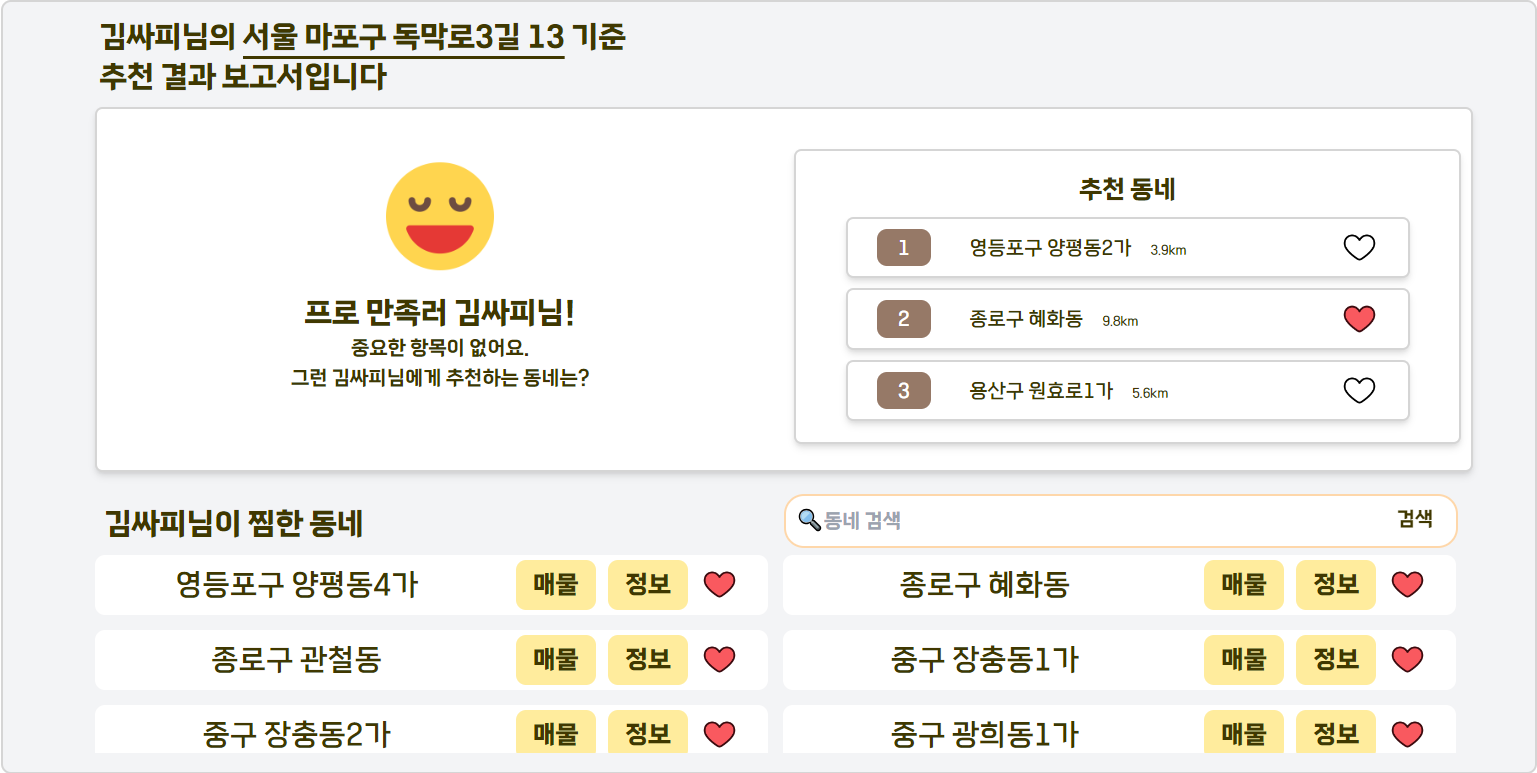 김싸피님의 서울 마포구 독막로3길 13 기준
추천 결과 보고서입니다
프로 만족러 김싸피님!
중요한 항목이 없어요.
그런 김싸피님에게 추천하는 동네는?
추천 동네
1 영등포구 양평동2가 3.9km
2 종로구 혜화동 9.8km
3 용산구 원효로1가 5.6km
김싸피님이 찜한 동네
동네 검색 검색
영등포구 양평동4가 매물 정보
종로구 혜화동 매물 정보
종로구 관철동 매물 정보
중구 장충동1가 매물 정보
중구 장충동2가 매물 정보
중구 광희동1가 매물 정보